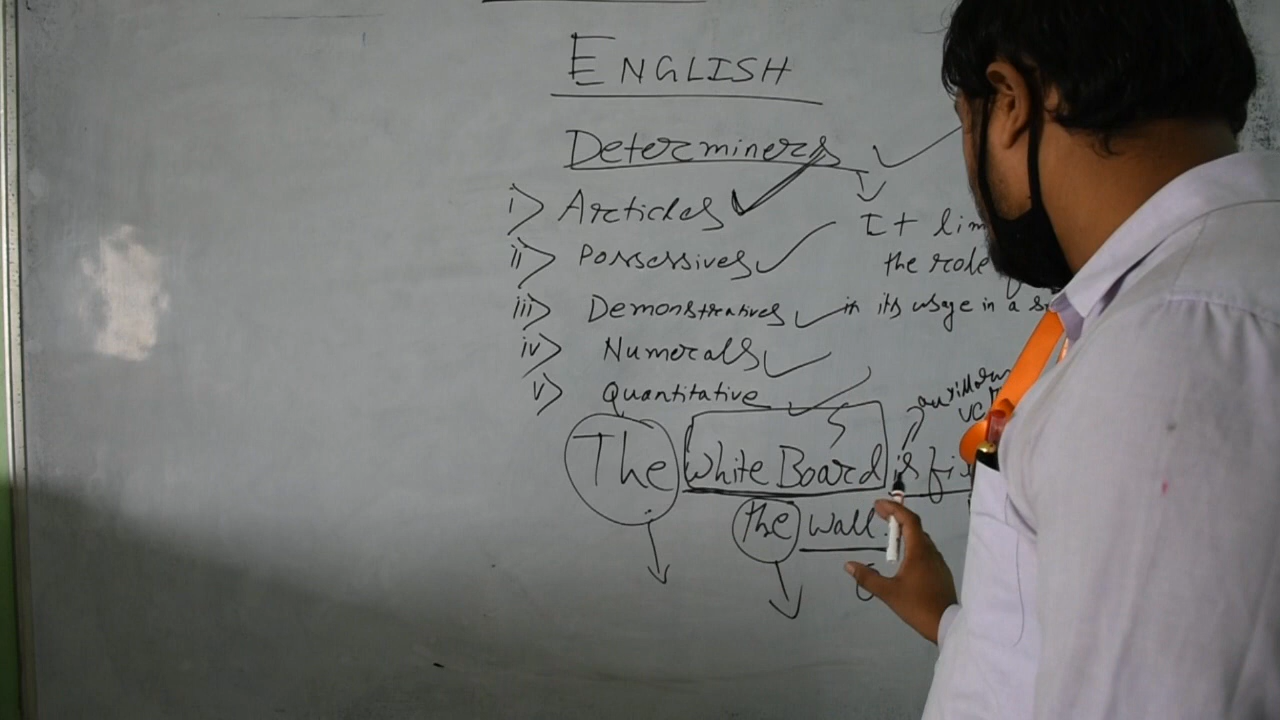 ENGLISH
Determiners
i) Articles
ii) Possessives
iii) Demonstratives
iv) Numerals
v) Quantitative
It
the role
in its usage in a
The White Board is
the wall.